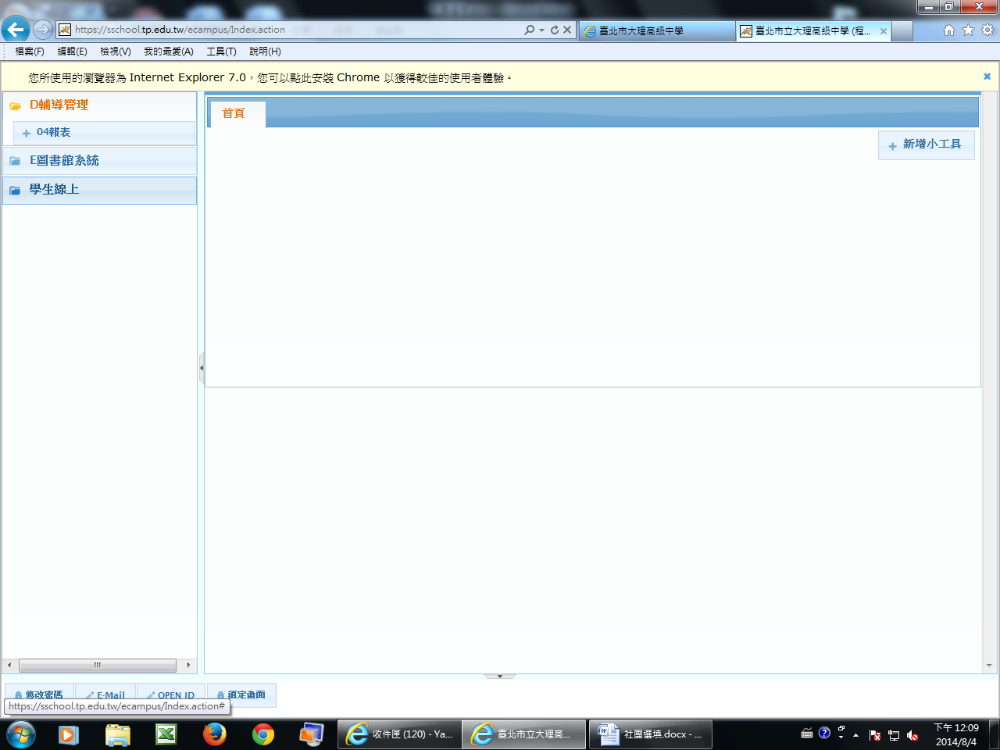 https://sschool.tp.edu.tw/ecampus/Index.action
臺北市大理高級中學
臺北市立大理高級中學 (程...
檔案(F) 編輯(E) 檢視(V) 我的最愛(A) 工具(T) 說明(H)
您所使用的瀏覽器為 Internet Explorer 7.0，您可以點此安裝 Chrome 以獲得較佳的使用者體驗。
D輔導管理
04報表
E圖書館系統
學生線上
首頁
新增小工具
修改密碼 E-Mail OPEN ID 鎖定畫面
https://sschool.tp.edu.tw/ecampus/Index.action#
收件匣 (120) - Ya...
臺北市立大理高...
社團選填.docx - ...
下午 12:09
2014/8/4